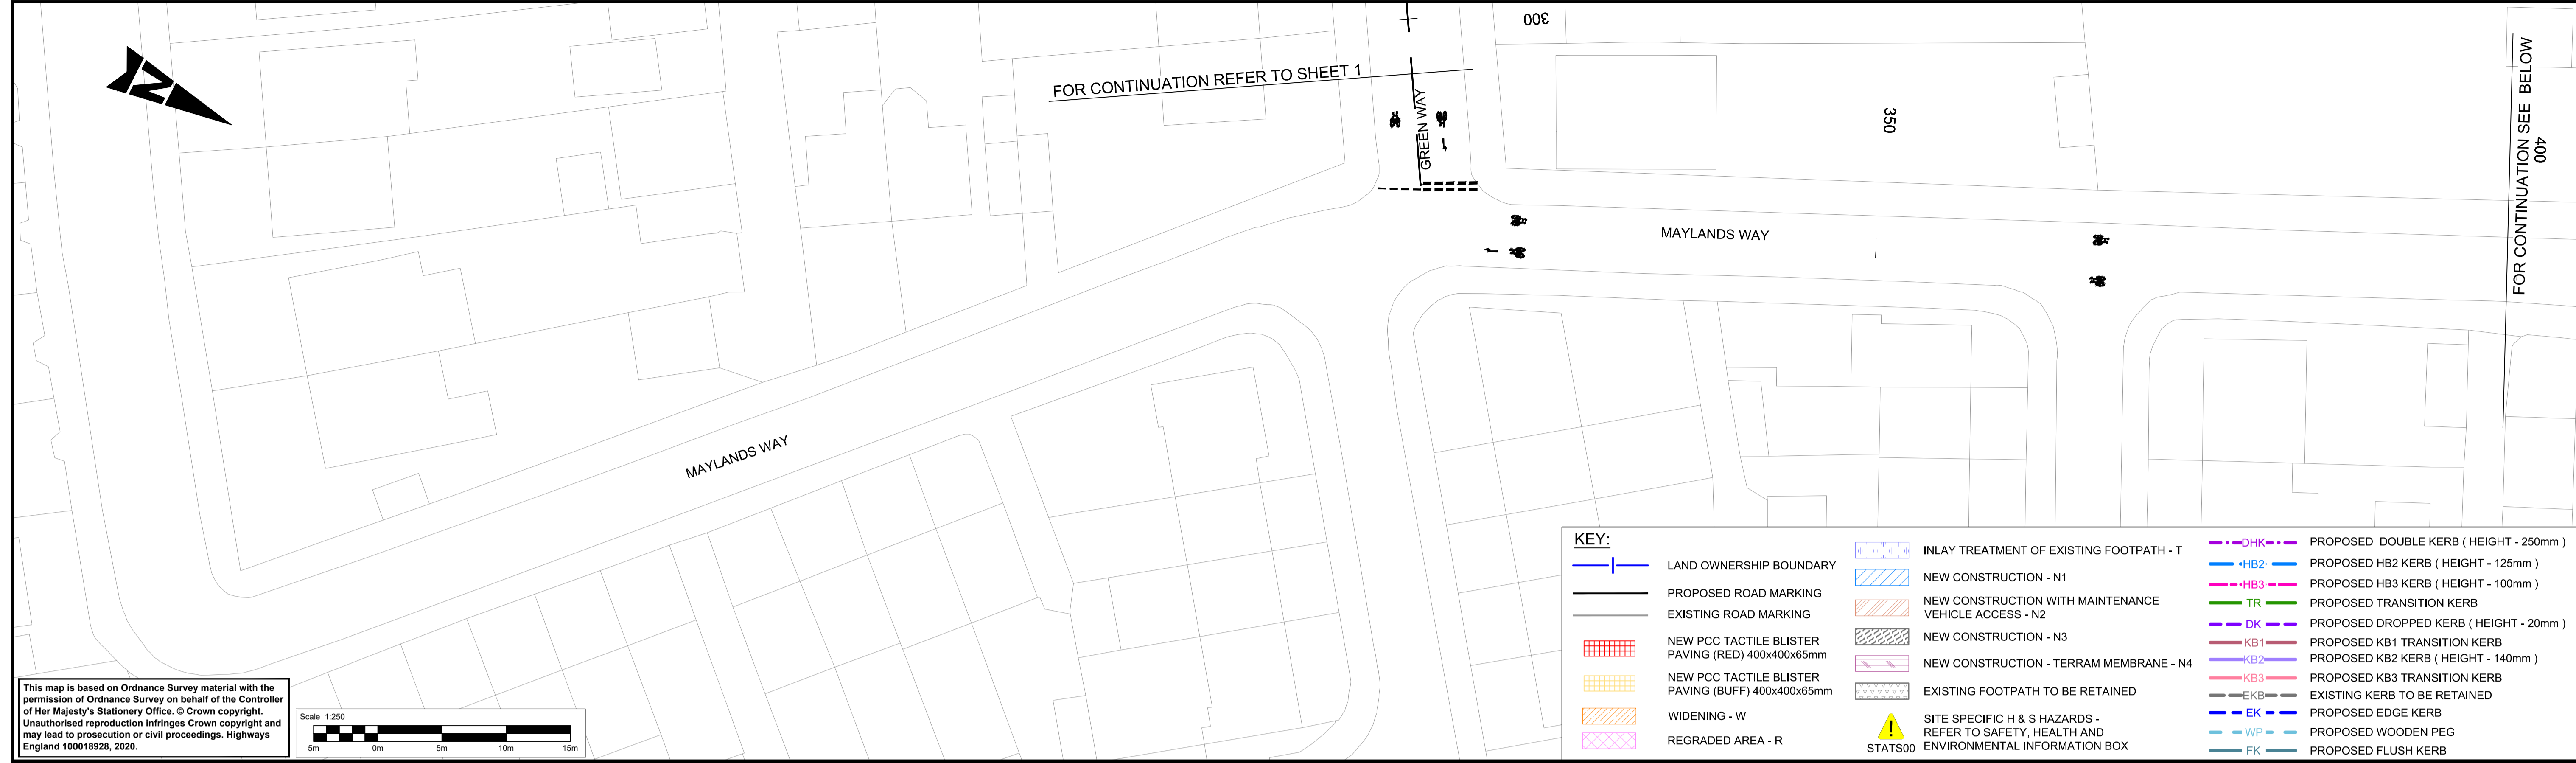 N
FOR CONTINUATION REFER TO SHEET 1
300
350
GREEN WAY
MAYLANDS WAY
400
FOR CONTINUATION SEE BELOW
MAYLANDS WAY
This map is based on Ordnance Survey material with the
permission of Ordnance Survey on behalf of the Controller
of Her Majesty's Stationery Office. © Crown copyright.
Unauthorised reproduction infringes Crown copyright and
may lead to prosecution or civil proceedings. Highways
England 100018928, 2020.
Scale 1:250
5m 0m 5m 10m 15m
KEY:
LAND OWNERSHIP BOUNDARY
PROPOSED ROAD MARKING
EXISTING ROAD MARKING
NEW PCC TACTILE BLISTER
PAVING (RED) 400x400x65mm
NEW PCC TACTILE BLISTER
PAVING (BUFF) 400x400x65mm
WIDENING - W
REGRADED AREA - R
INLAY TREATMENT OF EXISTING FOOTPATH - T
NEW CONSTRUCTION - N1
NEW CONSTRUCTION WITH MAINTENANCE
VEHICLE ACCESS - N2
NEW CONSTRUCTION - N3
NEW CONSTRUCTION - TERRAM MEMBRANE - N4
EXISTING FOOTPATH TO BE RETAINED
!
STATS00
SITE SPECIFIC H & S HAZARDS -
REFER TO SAFETY, HEALTH AND
ENVIRONMENTAL INFORMATION BOX
DHK PROPOSED DOUBLE KERB ( HEIGHT - 250mm )
HB2 PROPOSED HB2 KERB ( HEIGHT - 125mm )
HB3 PROPOSED HB3 KERB ( HEIGHT - 100mm )
TR PROPOSED TRANSITION KERB
DK PROPOSED DROPPED KERB ( HEIGHT - 20mm )
KB1 PROPOSED KB1 TRANSITION KERB
KB2 PROPOSED KB2 KERB ( HEIGHT - 140mm )
KB3 PROPOSED KB3 TRANSITION KERB
EKB EXISTING KERB TO BE RETAINED
EK PROPOSED EDGE KERB
WP PROPOSED WOODEN PEG
FK PROPOSED FLUSH KERB